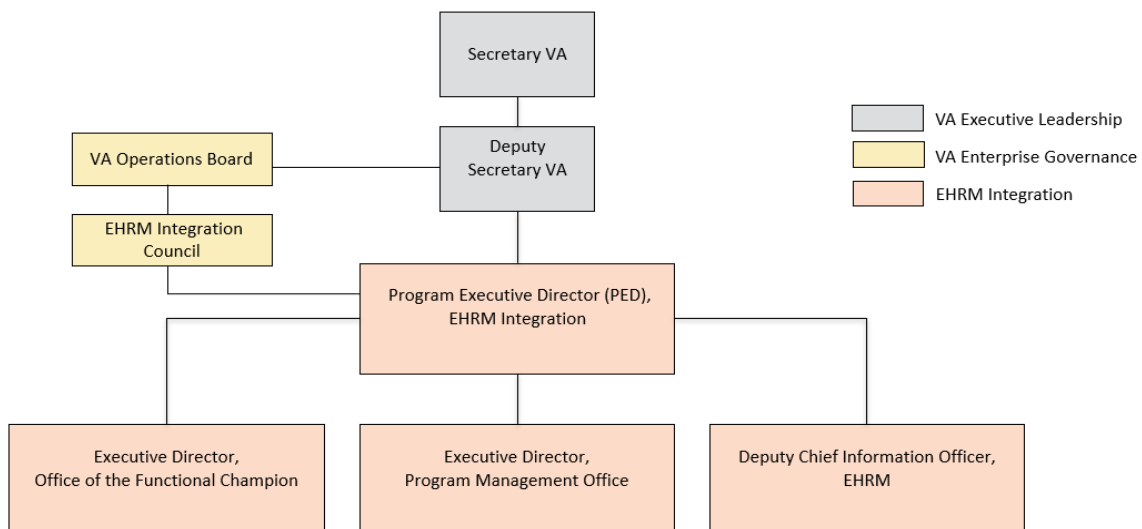 Secretary VA
Deputy
Secretary VA
VA Operations Board
EHRM Integration
Council
VA Executive Leadership
VA Enterprise Governance
EHRM Integration
Program Executive Director (PED),
EHRM Integration
Executive Director,
Office of the Functional Champion
Executive Director,
Program Management Office
Deputy Chief Information Officer,
EHRM